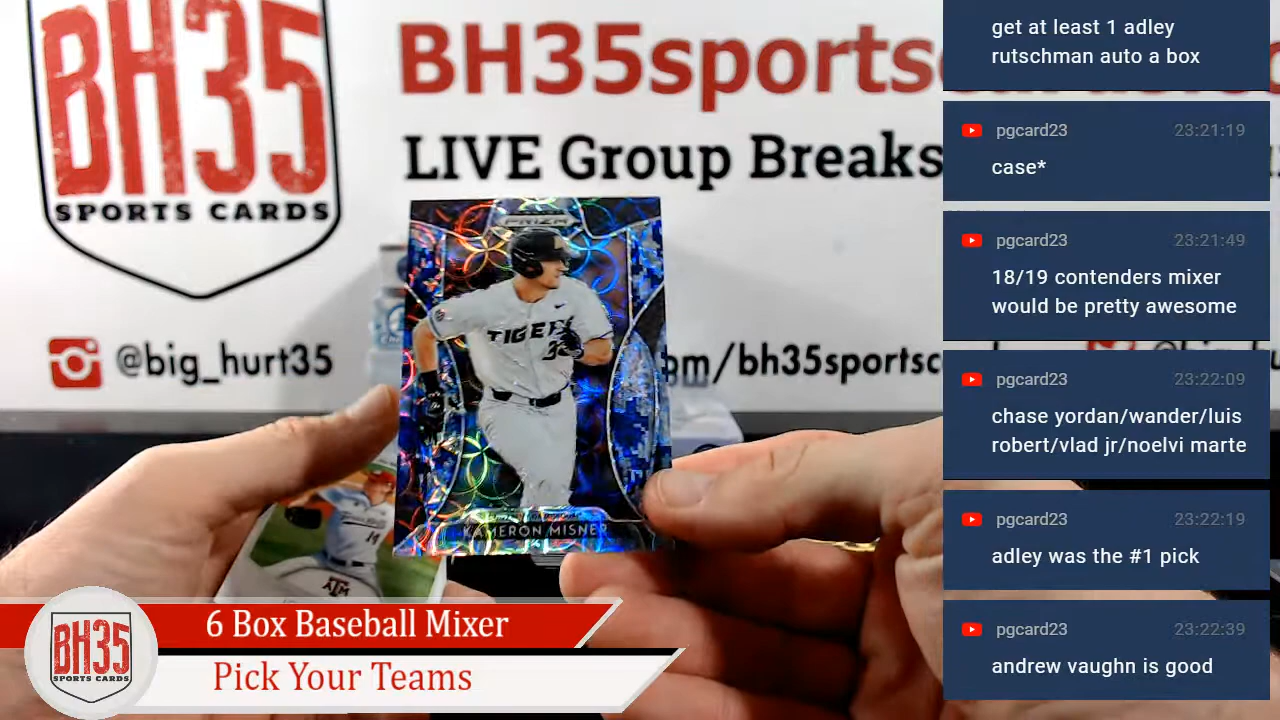 BH35
SPORTS CARDS
BH35sports
LIVE Group Breaks
@big_hurt35
om/bh35sportsc
PRIZM
TIGERS
KAMERON MISNER
14
ATM
6 Box Baseball Mixer
Pick Your Teams
BH35
SPORTS CARDS
get at least 1 adley
rutschman auto a box
pgcard23 23:21:19
case*
pgcard23 23:21:49
18/19 contenders mixer
would be pretty awesome
pgcard23 23:22:09
chase yordan/wander/luis
robert/vlad jr/noelvi marte
pgcard23 23:22:19
adley was the #1 pick
pgcard23 23:22:39
andrew vaughn is good